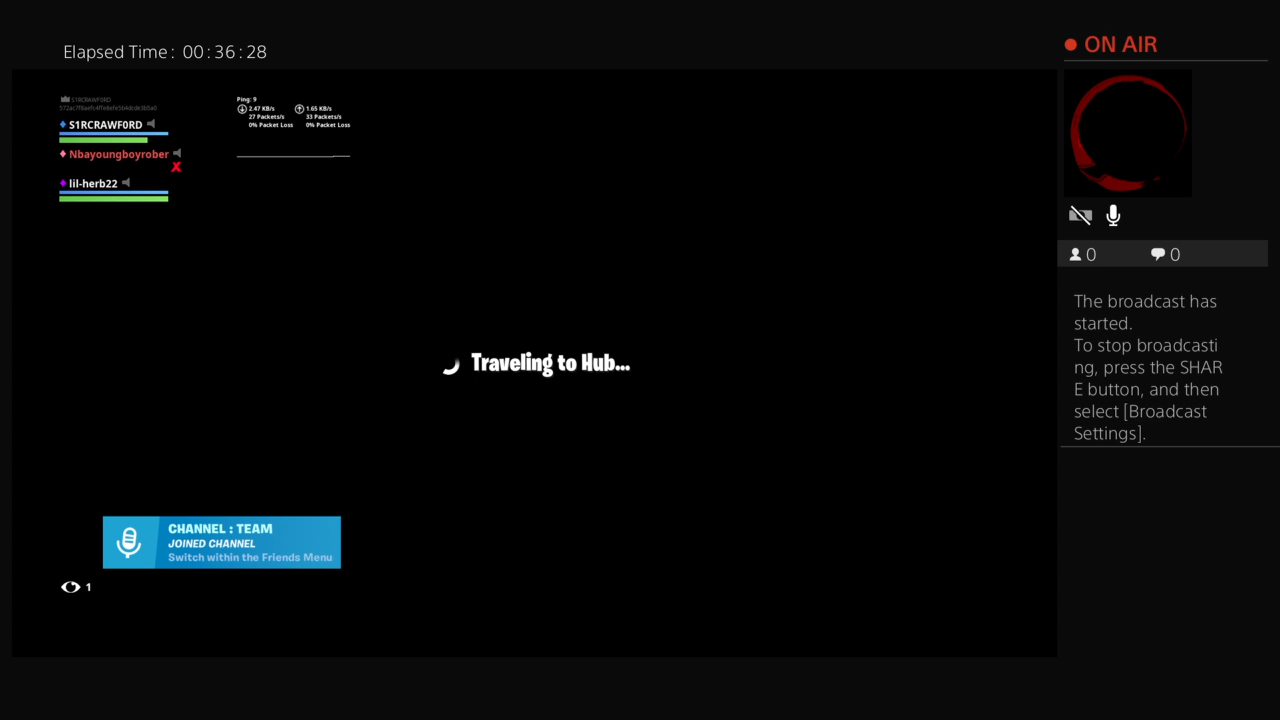 Elapsed Time: 00:36:28
ON AIR
S1RCRAWF0RD
S1RCRAWF0RD
Nbayoungboyrober
X
lil-herb22
Ping: 9
2.47 KB/s
27 Packets/s
0% Packet Loss
1.65 KB/s
33 Packets/s
0% Packet Loss
Traveling to Hub...
CHANNEL : TEAM
JOINED CHANNEL
Switch within the Friends Menu
1
0
0
The broadcast has
started.
To stop broadcasti
ng, press the SHAR
E button, and then
select [Broadcast
Settings].